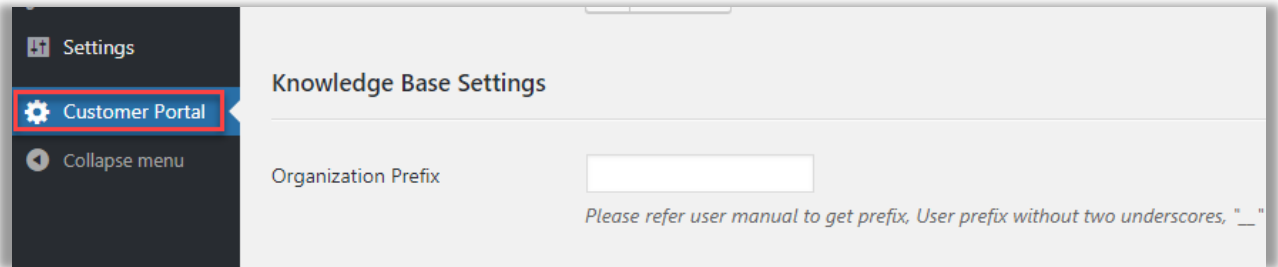 Settings
Customer Portal
Collapse menu
Knowledge Base Settings
Organization Prefix
Please refer user manual to get prefix, User prefix without two underscores, "__"